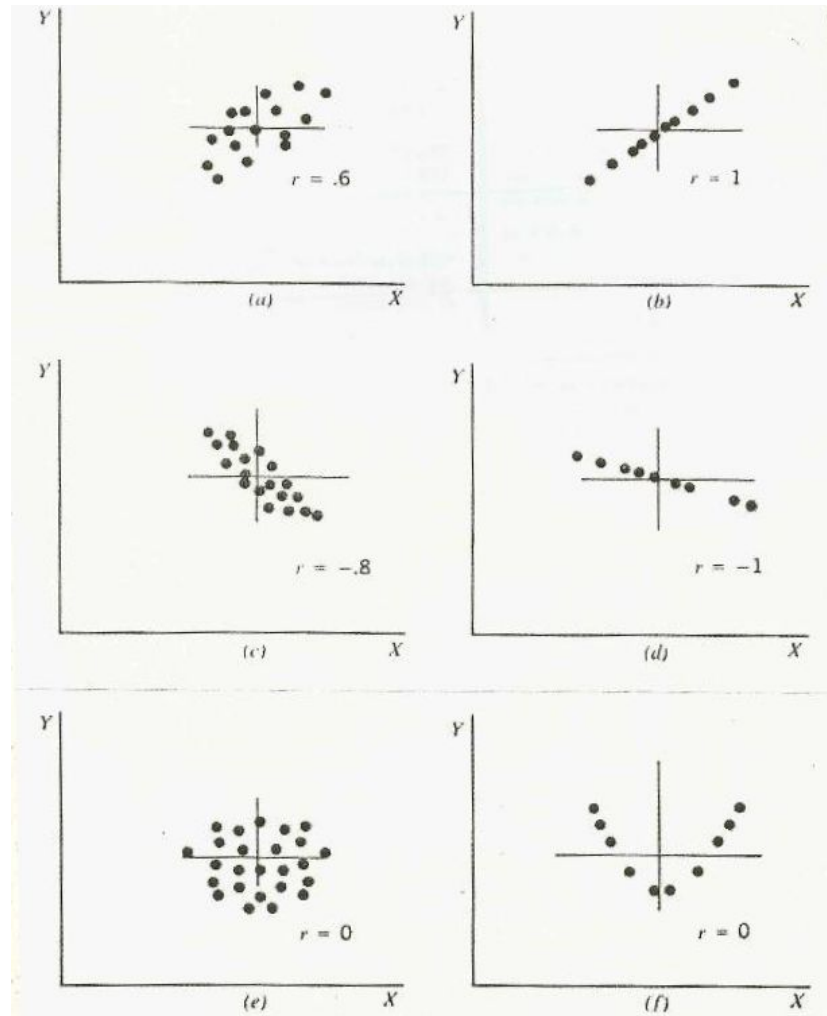 Y
r = .6
(a)
X
Y
r = 1
(b)
X
Y
r = -.8
(c)
X
Y
r = -1
(d)
X
Y
r = 0
(e)
X
Y
r = 0
(f)
X